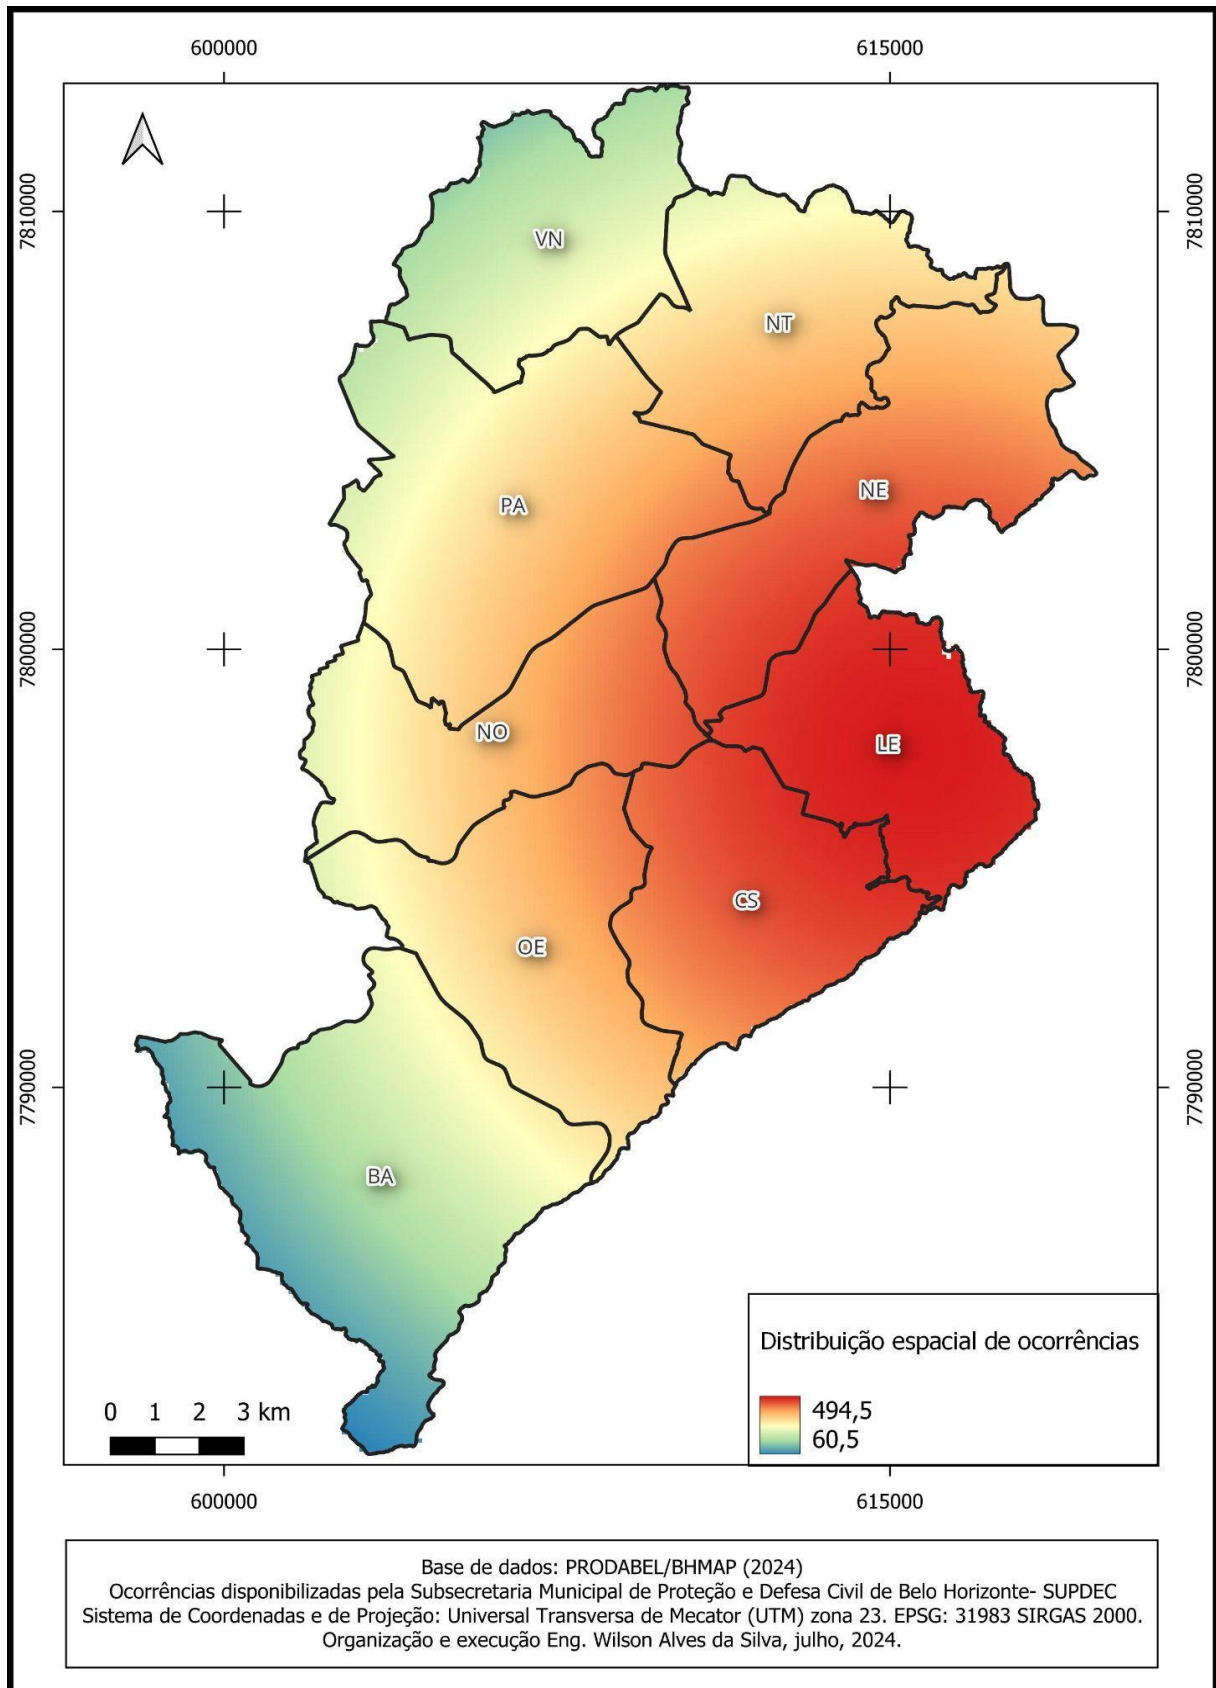 600000
615000
7810000
7810000
VN
NT
NE
PA
7800000
7800000
NO
LE
CS
OE
7790000
7790000
BA
Distribuição espacial de ocorrências
494,5
60,5
0 1 2 3 km
600000
615000
Base de dados: PRODABEL/BHMAP (2024)
Ocorrências disponibilizadas pela Subsecretaria Municipal de Proteção e Defesa Civil de Belo Horizonte- SUPDEC
Sistema de Coordenadas e de Projeção: Universal Transversa de Mecator (UTM) zona 23. EPSG: 31983 SIRGAS 2000.
Organização e execução Eng. Wilson Alves da Silva, julho, 2024.